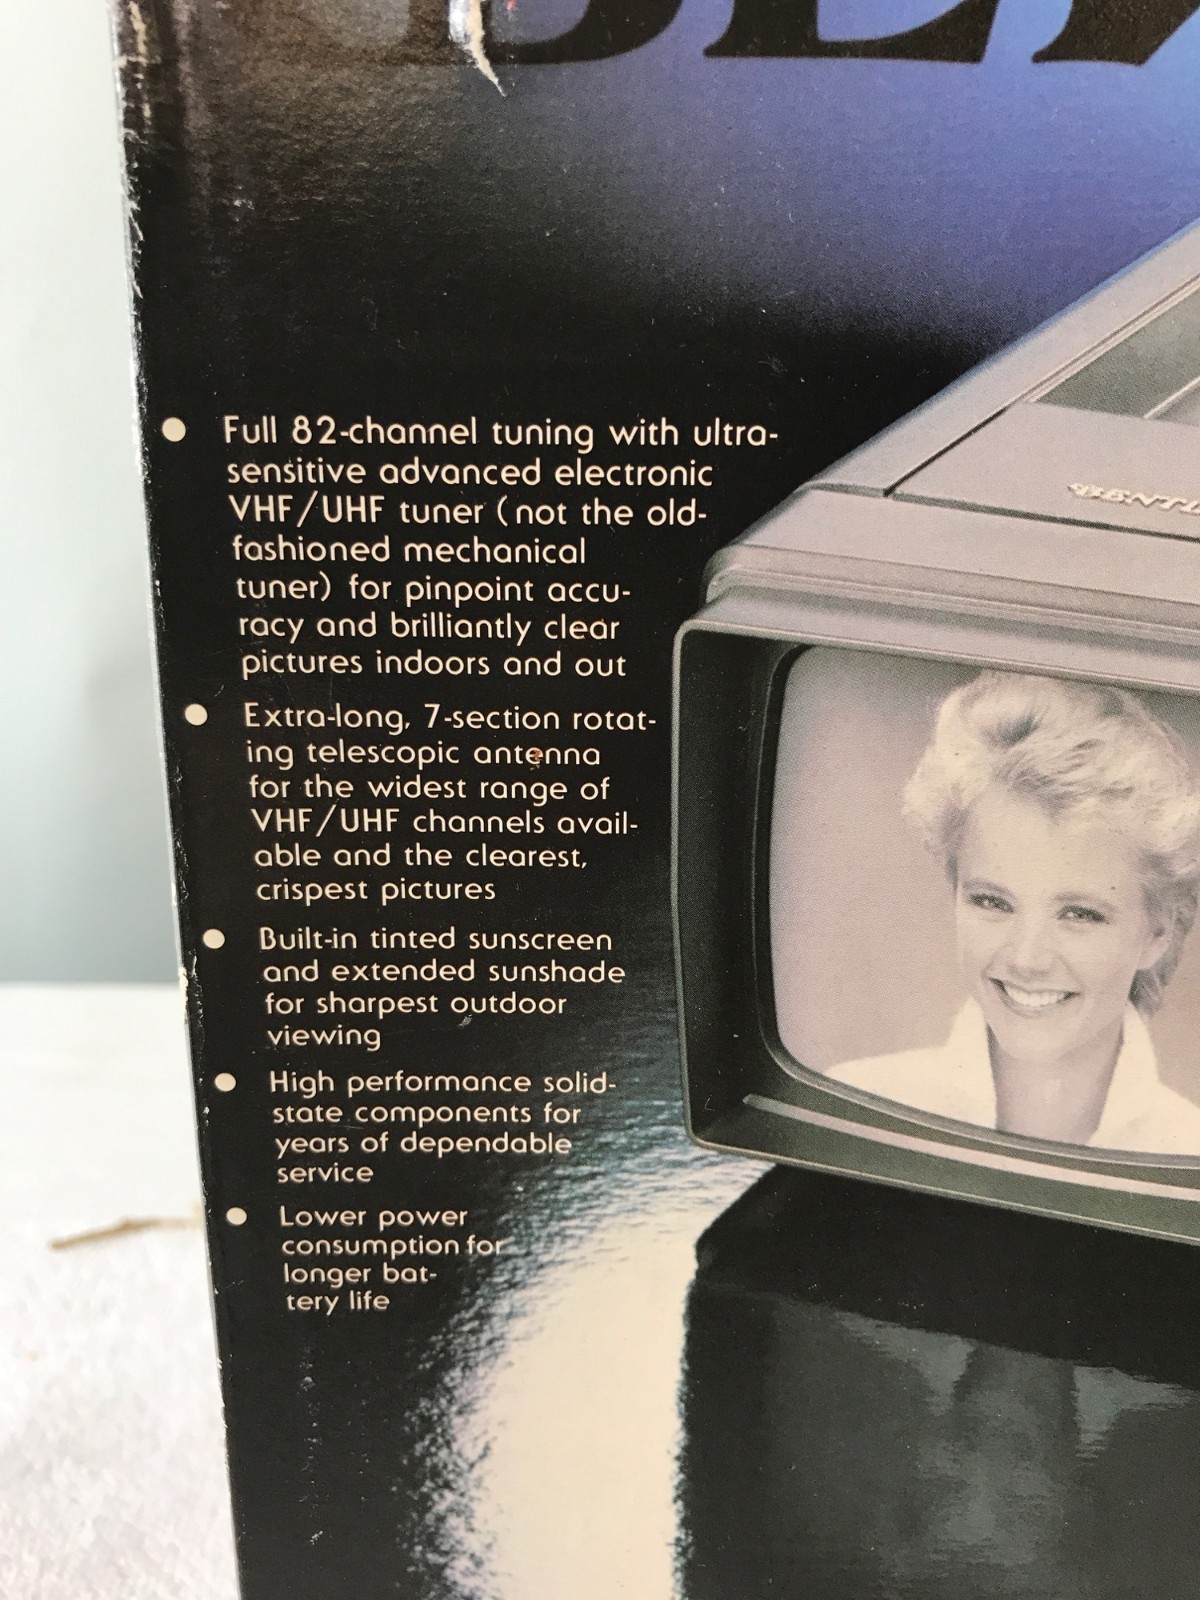 Full 82-channel tuning with ultra-
sensitive advanced electronic
VHF/UHF tuner (not the old-
fashioned mechanical
tuner) for pinpoint accu-
racy and brilliantly clear
pictures indoors and out
Extra-long, 7-section rotat-
ing telescopic antenna
for the widest range of
VHF/UHF channels avail-
able and the clearest,
crispest pictures
Built-in tinted sunscreen
and extended sunshade
for sharpest outdoor
viewing
High performance solid-
state components for
years of dependable
service
Lower power
consumption for
longer bat-
tery life